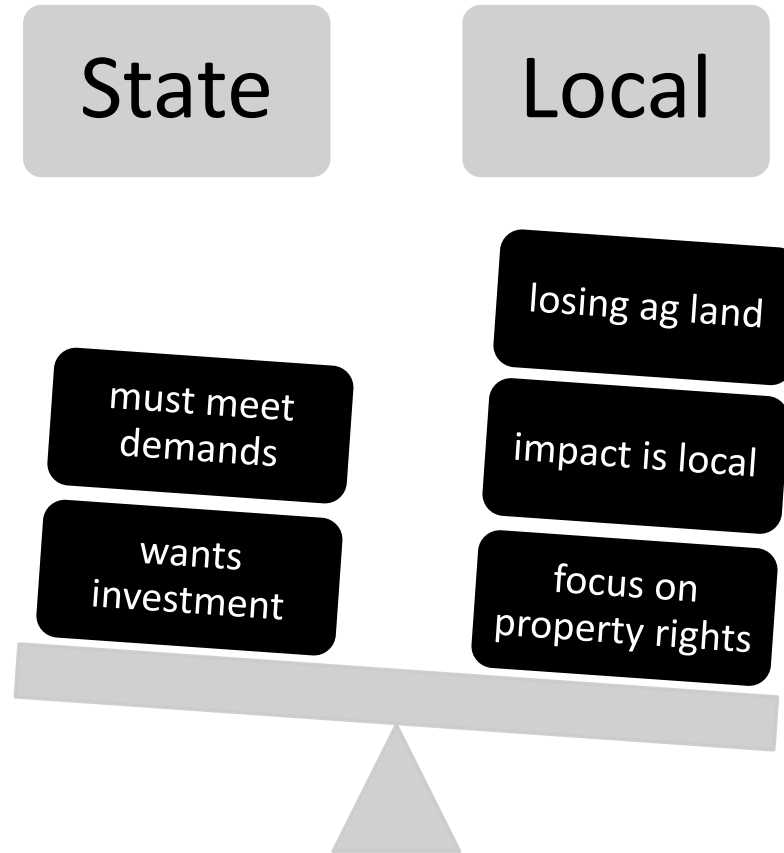 State
Local
must meet
demands
wants
investment
losing ag land
impact is local
focus on
property rights